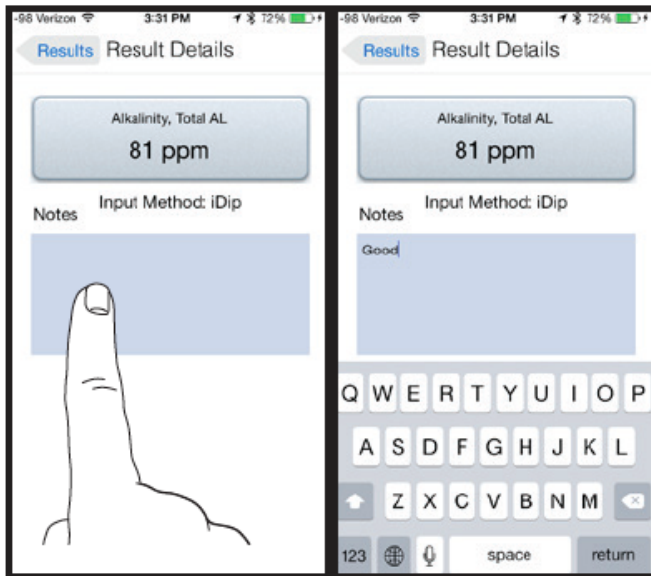 -98 Verizon 3:31 PM 72%
Results Result Details
Alkalinity, Total AL
81 ppm
Input Method: iDip
Notes
-98 Verizon 3:31 PM 72%
Results Result Details
Alkalinity, Total AL
81 ppm
Input Method: iDip
Notes
Good
Q W E R T Y U I O P
A S D F G H J K L
Z X C V B N M
123 space return